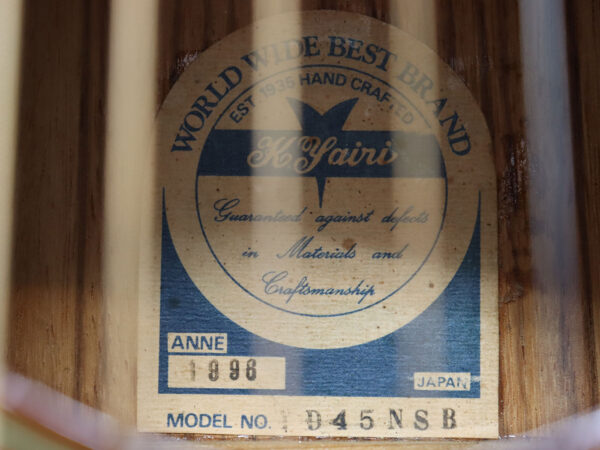 WORLD WIDE BEST BRAND
EST. 1935 HAND CRAFTED
K Yairi
Guaranteed against defects
in Materials and
Craftsmanship
ANNE
1996
JAPAN
MODEL NO. D45NSB